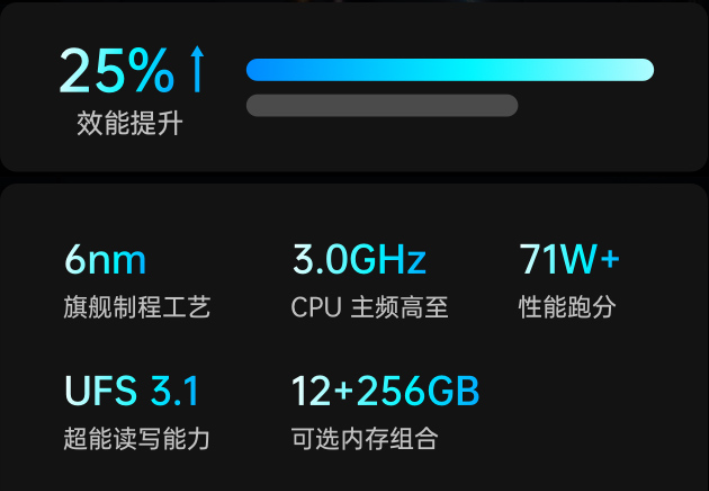 25%↑
效能提升
6nm
旗舰制程工艺
3.0GHz
CPU 主频高至
71W+
性能跑分
UFS 3.1
超能读写能力
12+256GB
可选内存组合